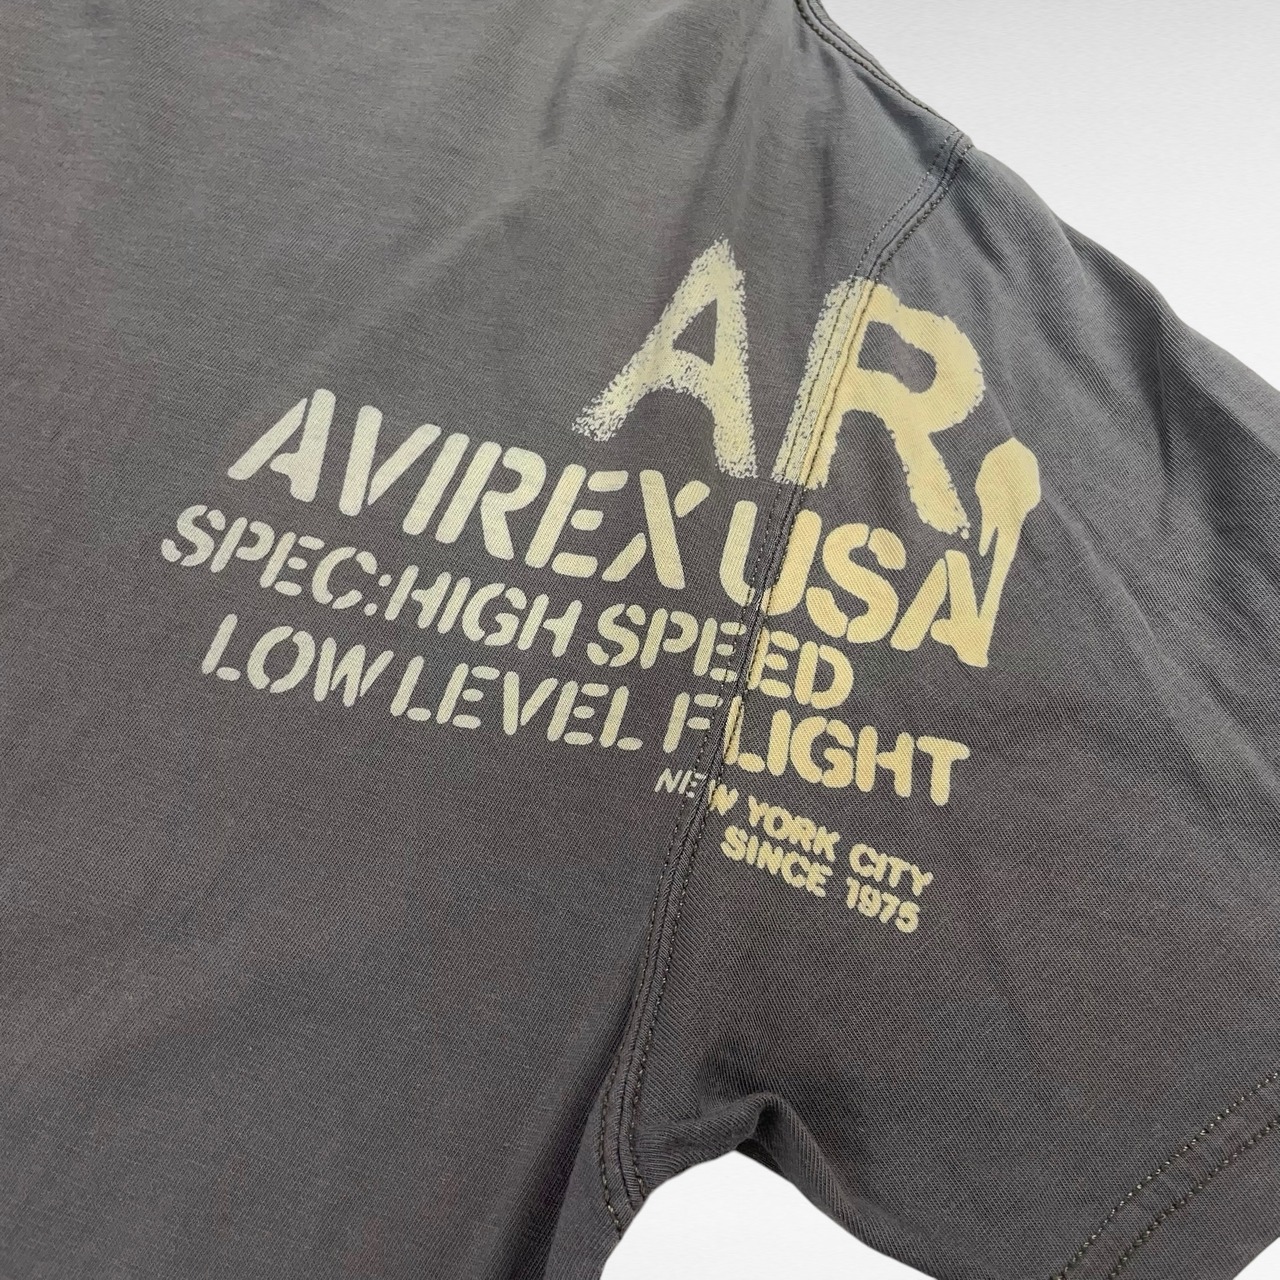 AR
AVIREX USA
SPEC:HIGH SPEED
LOW LEVEL FLIGHT
NEW YORK CITY
SINCE 1975